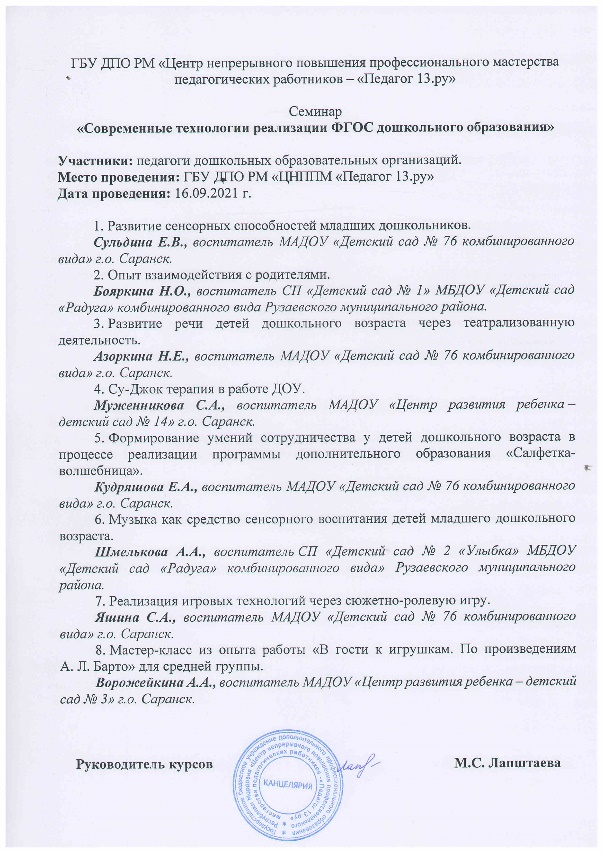 ГБУ ДПО РМ «Центр непрерывного повышения профессионального мастерства
педагогических работников – «Педагог 13.ру»
Семинар
«Современные технологии реализации ФГОС дошкольного образования»
Участники: педагоги дошкольных образовательных организаций.
Место проведения: ГБУ ДПО РМ «ЦНППМ «Педагог 13.ру»
Дата проведения: 16.09.2021 г.
1. Развитие сенсорных способностей младших дошкольников.
Сульдина Е.В., воспитатель МАДОУ «Детский сад № 76 комбинированного
вида» г.о. Саранск.
2. Опыт взаимодействия с родителями.
Бояркина Н.О., воспитатель СП «Детский сад № 1» МБДОУ «Детский сад
«Радуга» комбинированного вида Рузаевского муниципального района.
3. Развитие речи детей дошкольного возраста через театрализованную
деятельность.
Азоркина Н.Е., воспитатель МАДОУ «Детский сад № 76 комбинированного
вида» г.о. Саранск.
4. Су-Джок терапия в работе ДОУ.
Муженникова С.А., воспитатель МАДОУ «Центр развития ребенка –
детский сад № 14» г.о. Саранск.
5. Формирование умений сотрудничества у детей дошкольного возраста в
процессе реализации программы дополнительного образования «Салфетка-
волшебница».
Кудряшова Е.А., воспитатель МАДОУ «Детский сад № 76 комбинированного
вида» г.о. Саранск.
6. Музыка как средство сенсорного воспитания детей младшего дошкольного
возраста.
Шмелькова А.А., воспитатель СП «Детский сад № 2 «Улыбка» МБДОУ
«Детский сад «Радуга» комбинированного вида» Рузаевского муниципального
района.
7. Реализация игровых технологий через сюжетно-ролевую игру.
Яшина С.А., воспитатель МАДОУ «Детский сад № 76 комбинированного
вида» г.о. Саранск.
8. Мастер-класс из опыта работы «В гости к игрушкам. По произведениям
А. Л. Барто» для средней группы.
Ворожейкина А.А., воспитатель МАДОУ «Центр развития ребенка – детский
сад № 3» г.о. Саранск.
Руководитель курсов
КАНЦЕЛЯРИЯ
М.С. Лапштаева